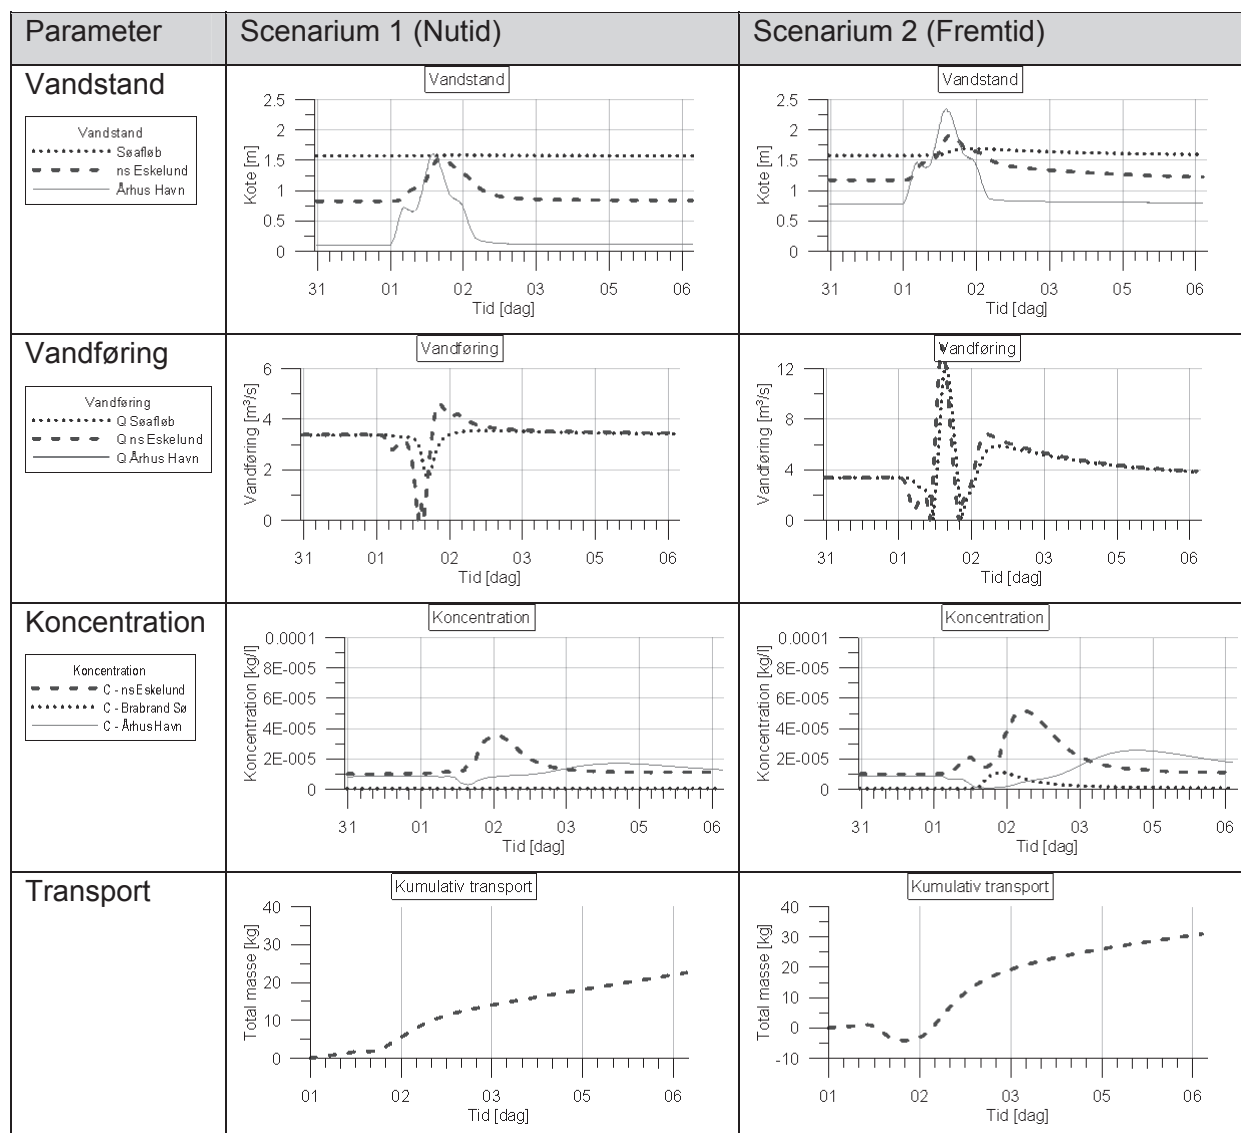 Parameter
Scenarium 1 (Nutid)
Scenarium 2 (Fremtid)
Vandstand
Vandstand
Søafløb
ns Eskelund
Århus Havn
Vandstand
Kote [m]
2.5
2
1.5
1
0.5
0
31
01
02
03
05
06
Tid [dag]
Vandstand
Kote [m]
2.5
2
1.5
1
0.5
0
31
01
02
03
05
06
Tid [dag]
Vandføring
Vandføring
Q Søafløb
Q ns Eskelund
Q Århus Havn
Vandføring
Vandføring [m³/s]
6
4
2
0
31
01
02
03
05
06
Tid [dag]
Vandføring
Vandføring [m³/s]
12
8
4
0
31
01
02
03
05
06
Tid [dag]
Koncentration
Koncentration
C - ns Eskelund
C - Brabrand Sø
C - Århus Havn
Koncentration
Koncentration [kg/l]
0.0001
8E-005
6E-005
4E-005
2E-005
0
31
01
02
03
05
06
Tid [dag]
Koncentration
Koncentration [kg/l]
0.0001
8E-005
6E-005
4E-005
2E-005
0
31
01
02
03
05
06
Tid [dag]
Transport
Kumulativ transport
Total masse [kg]
40
30
20
10
0
01
02
03
05
06
Tid [dag]
Kumulativ transport
Total masse [kg]
40
30
20
10
0
-10
01
02
03
05
06
Tid [dag]